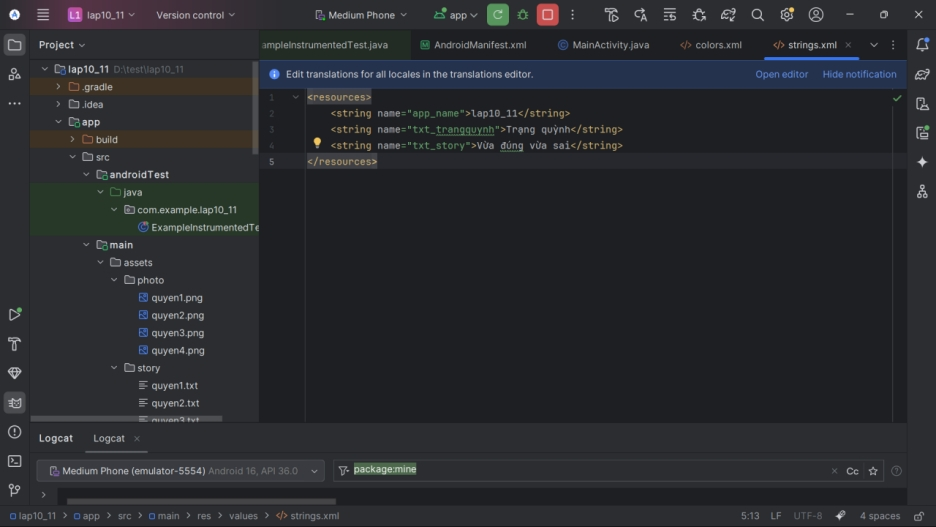 L1 lap10_11 Version control Medium Phone app
Project
ampleInstrumentedTest.java AndroidManifest.xml MainActivity.java colors.xml strings.xml
lap10_11 D:\test\lap10_11
.gradle
.idea
app
build
src
androidTest
java
com.example.lap10_11
ExampleInstrumentedTe
main
assets
photo
quyen1.png
quyen2.png
quyen3.png
quyen4.png
story
quyen1.txt
quyen2.txt
quyen3.txt
Edit translations for all locales in the translations editor. Open editor Hide notification
1 <resources>
2 <string name="app_name">lap10_11</string>
3 <string name="txt_trangquynh">Trạng quỳnh</string>
4 <string name="txt_story">Vừa đúng vừa sai</string>
5 </resources>
Logcat Logcat
Medium Phone (emulator-5554) Android 16, API 36.0 package:mine Cc
lap10_11 > app > src > main > res > values > strings.xml 5:13 LF UTF-8 4 spaces